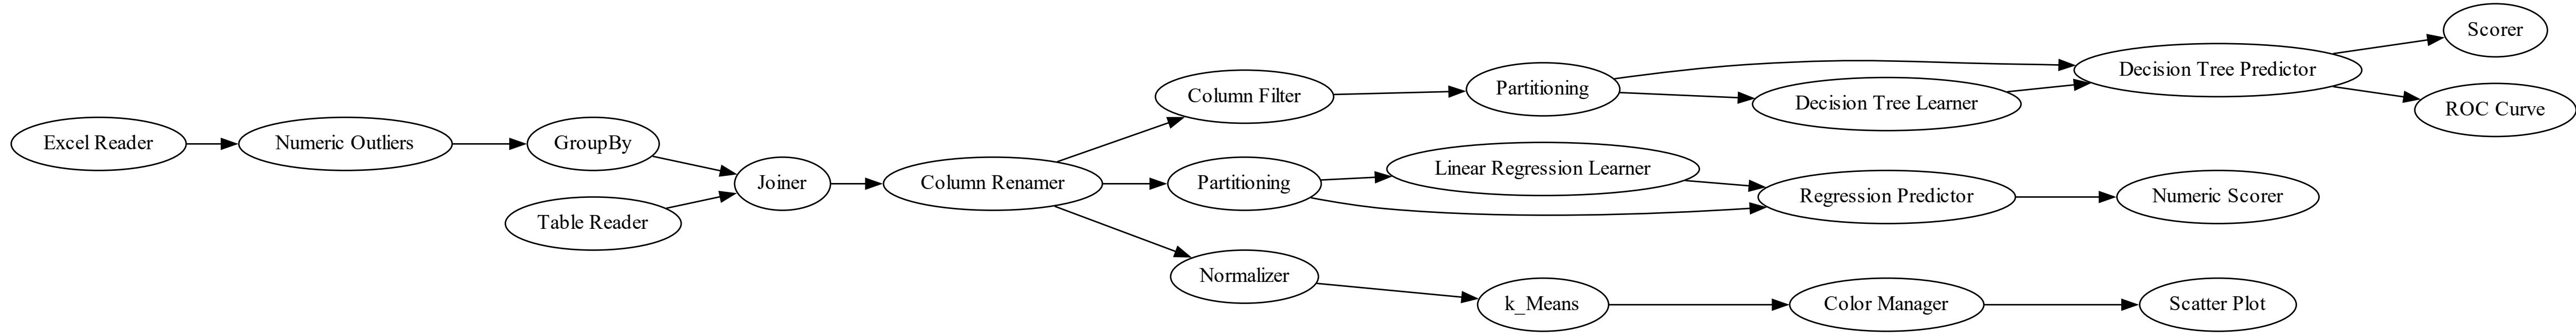 Excel Reader
Numeric Outliers
GroupBy
Table Reader
Joiner
Column Renamer
Column Filter
Partitioning
Decision Tree Learner
Decision Tree Predictor
Scorer
ROC Curve
Partitioning
Linear Regression Learner
Regression Predictor
Numeric Scorer
Normalizer
k_Means
Color Manager
Scatter Plot